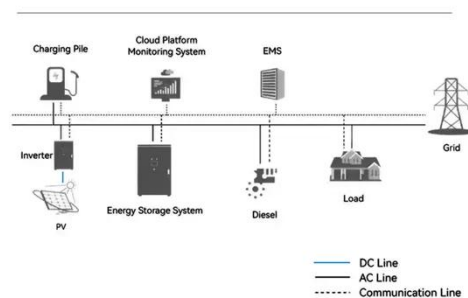 Charging Pile
Cloud Platform
Monitoring System
EMS
Grid
Inverter
PV
Energy Storage System
Diesel
Load
DC Line
AC Line
Communication Line